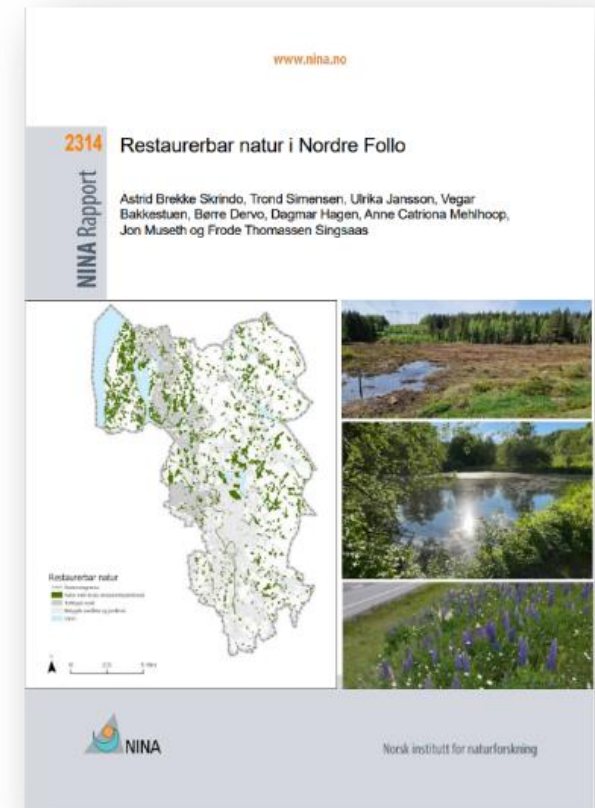 www.nina.no
2314
Restaurerbar natur i Nordre Follo
NINA Rapport
Astrid Brekke Skrindo, Trond Simensen, Ulrika Jansson, Vegar
Bakkestuen, Børre Dervo, Dagmar Hagen, Anne Catriona Mehlhoop,
Jon Museth og Frode Thomassen Singsaas
Restaurerbar natur
NINA
Norsk institutt for naturforskning